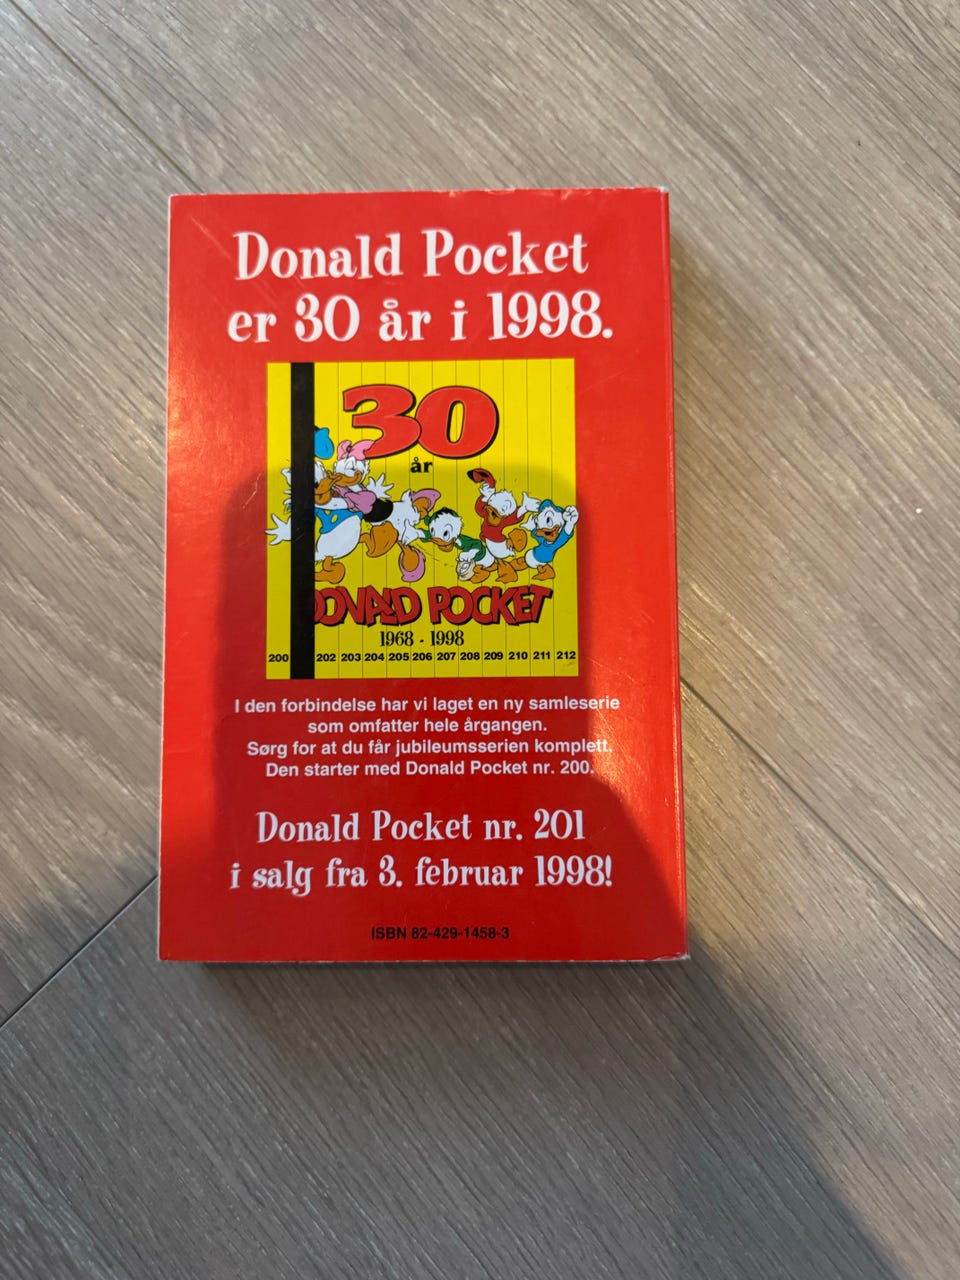 Donald Pocket
er 30 år i 1998.
30
år
DONALD POCKET
1968 - 1998
200 202 203 204 205 206 207 208 209 210 211 212
I den forbindelse har vi laget en ny samleserie
som omfatter hele årgangen.
Sørg for at du får jubileumsserien komplett.
Den starter med Donald Pocket nr. 200.
Donald Pocket nr. 201
i salg fra 3. februar 1998!
ISBN 82-429-1458-3